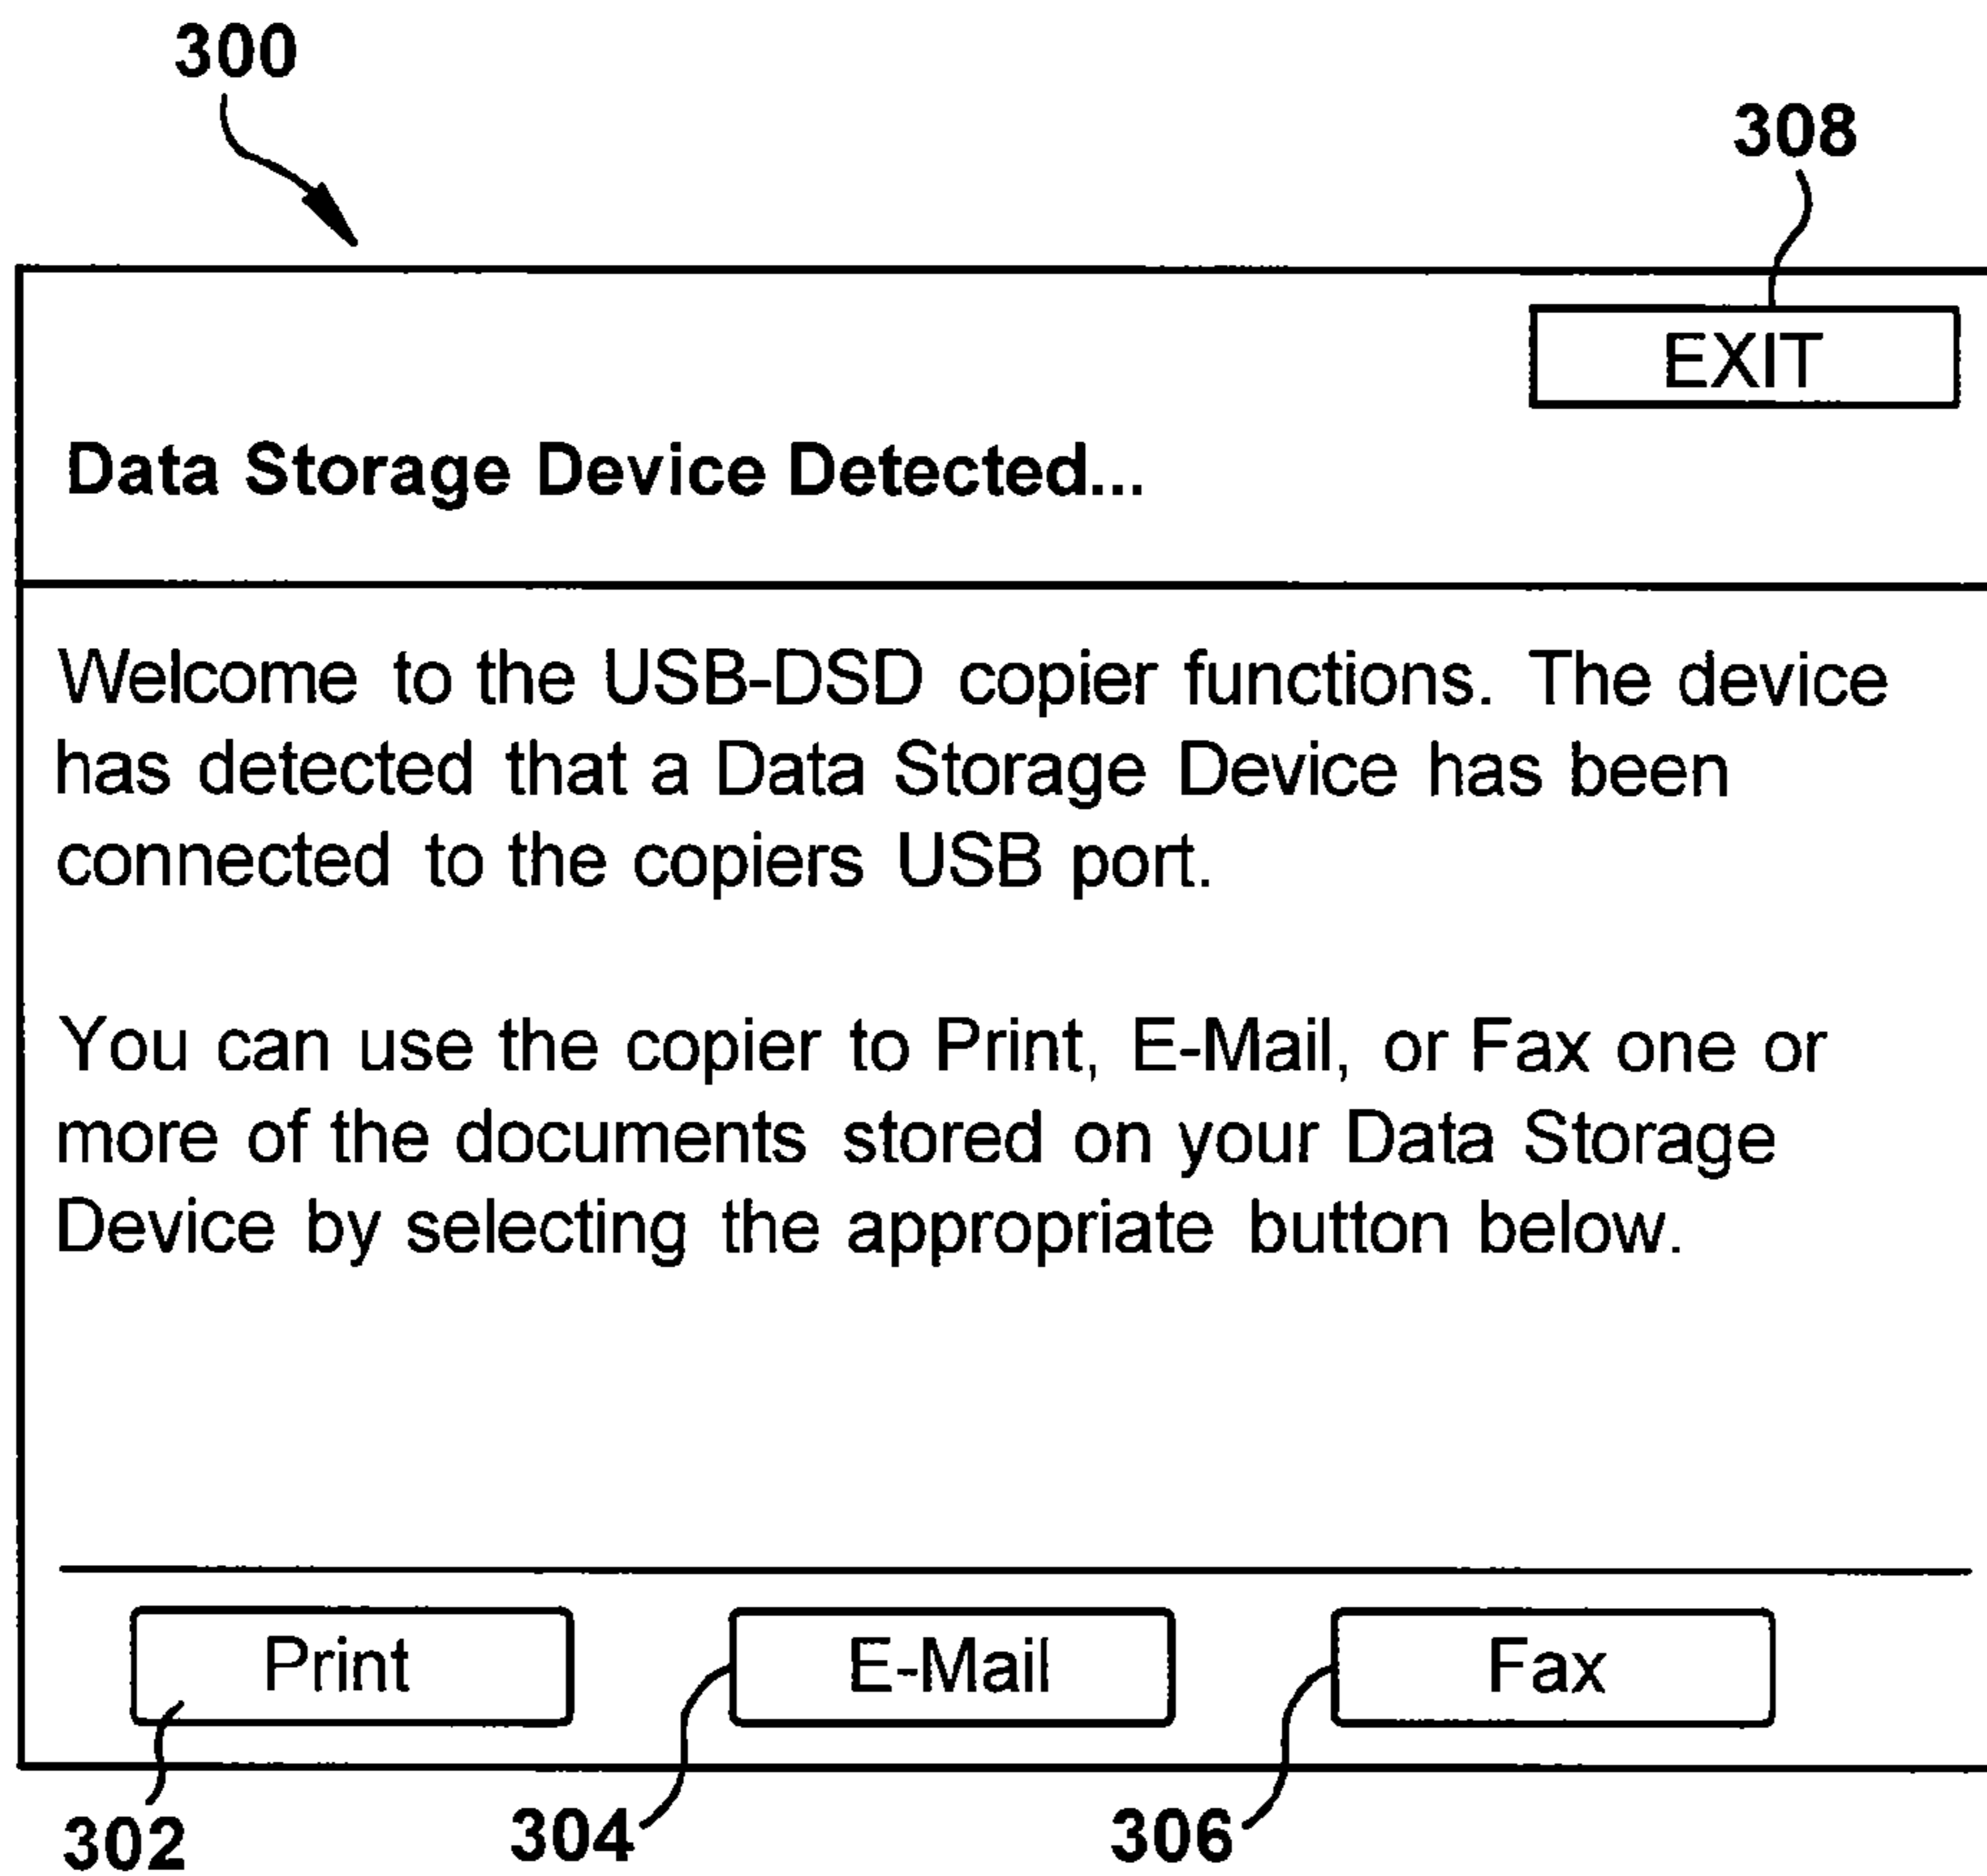 300
308
EXIT
Data Storage Device Detected...
Welcome to the USB-DSD copier functions. The device
has detected that a Data Storage Device has been
connected to the copiers USB port.
You can use the copier to Print, E-Mail, or Fax one or
more of the documents stored on your Data Storage
Device by selecting the appropriate button below.
Print E-Mail Fax
302 304 306